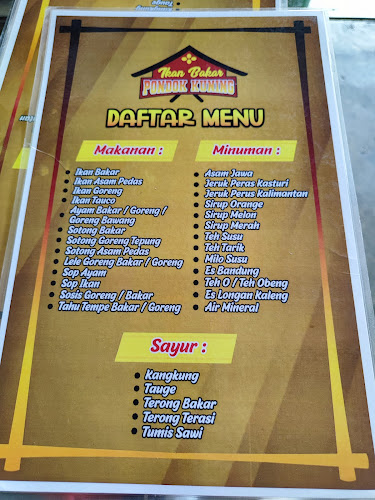 Ikan Bakar
PONDOK KUNING
DAFTAR MENU
Makanan :
• Ikan Bakar
• Ikan Asam Pedas
• Ikan Goreng
• Ikan Tauco
• Ayam Bakar / Goreng /
• Goreng Bawang
• Sotong Bakar
• Sotong Goreng Tepung
• Sotong Asam Pedas
• Lele Goreng Bakar / Goreng
• Sop Ayam
• Sop Ikan
• Sosis Goreng / Bakar
• Tahu Tempe Bakar / Goreng
Minuman :
• Asam Jawa
• Jeruk Peras Kasturi
• Jeruk Perus Kalimantan
• Sirup Orange
• Sirup Melon
• Sirup Merah
• Teh Susu
• Teh Tarik
• Milo Susu
• Es Bandung
• Teh O / Teh Obeng
• Es Longan Kaleng
• Air Mineral
Sayur :
• Kangkung
• Tauge
• Terong Bakar
• Terong Terasi
• Tumis Sawi